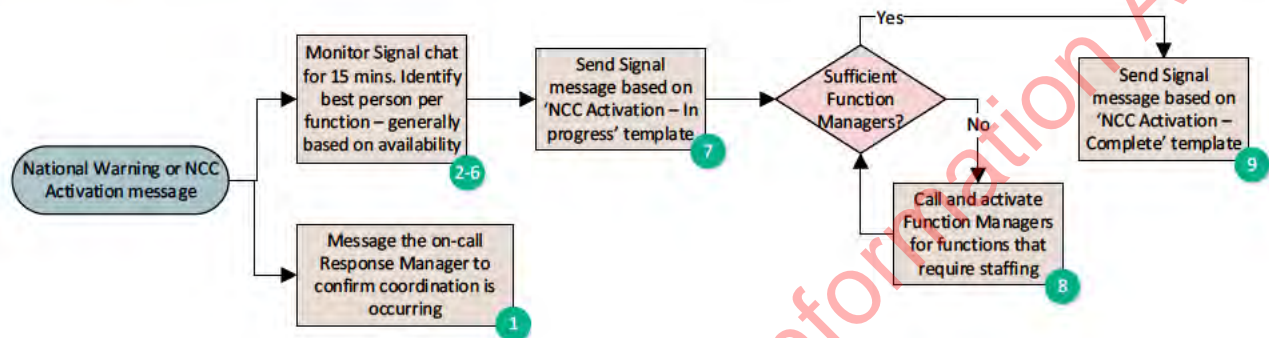 National Warning or NCC
Activation message
Monitor Signal chat
for 15 mins. Identify
best person per
function – generally
based on availability
2-6
Message the on-call
Response Manager to
confirm coordination is
occurring
1
Send Signal
message based on
‘NCC Activation – In
progress’ template
7
Sufficient
Function
Managers?
Yes
No
Call and activate
Function Managers
for functions that
require staffing
8
Send Signal
message based on
‘NCC Activation –
Complete’ template
9
formation A